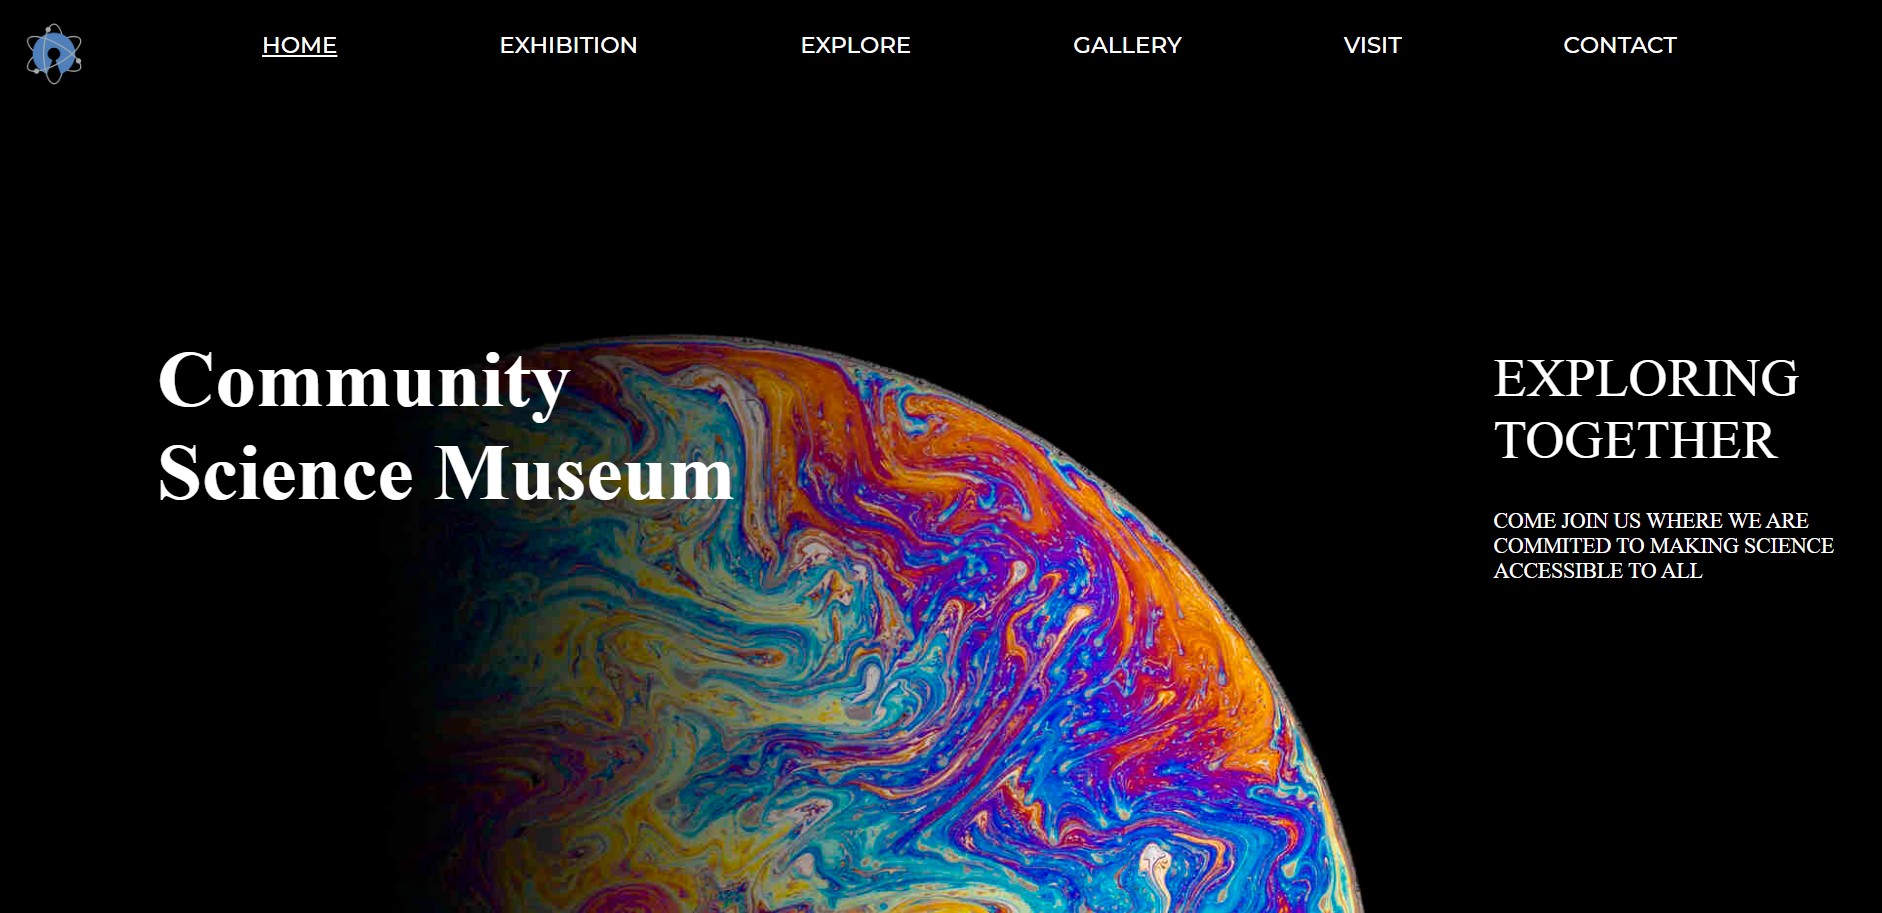 HOME
EXHIBITION
EXPLORE
GALLERY
VISIT
CONTACT
Community
Science Museum
EXPLORING
TOGETHER
COME JOIN US WHERE WE ARE
COMMITED TO MAKING SCIENCE
ACCESSIBLE TO ALL